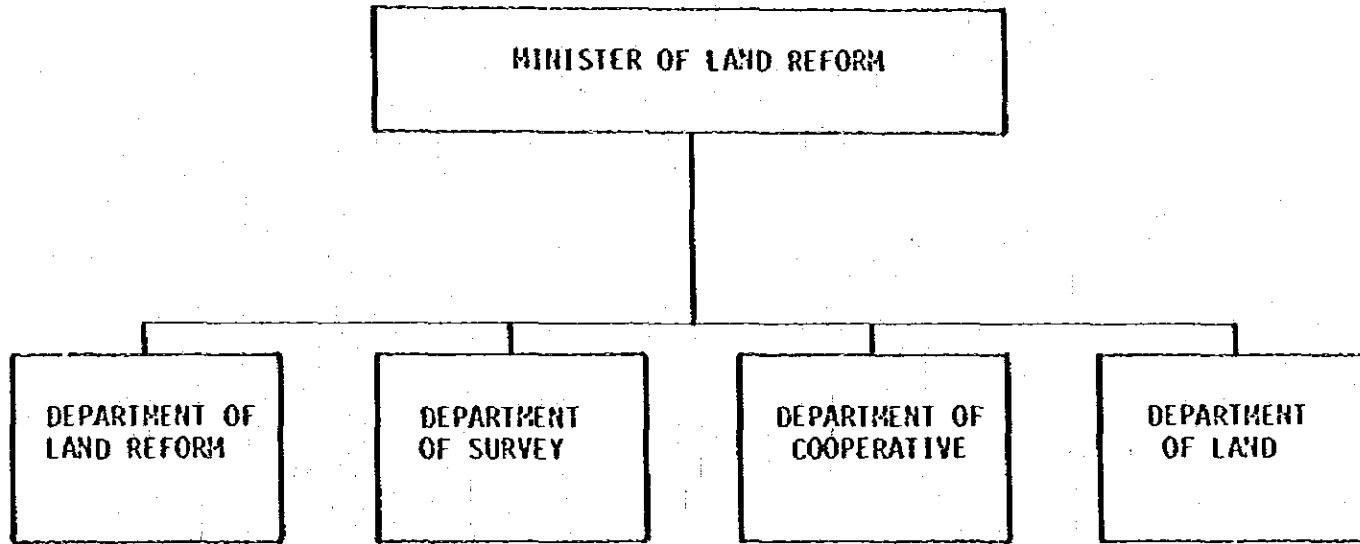 MINISTER OF LAND REFORM
DEPARTMENT OF
LAND REFORM
DEPARTMENT
OF SURVEY
DEPARTMENT OF
COOPERATIVE
DEPARTMENT
OF LAND